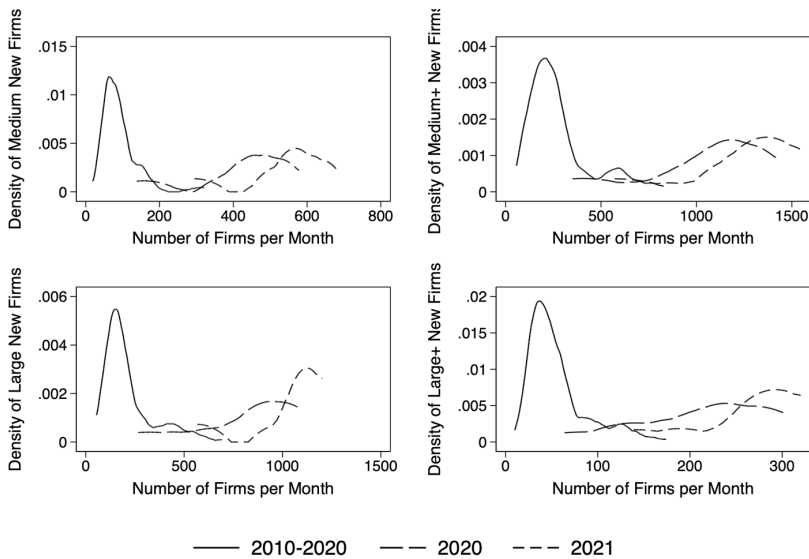 Density of Medium New Firms
.015
.01
.005
0
0 200 400 600 800
Number of Firms per Month
Density of Medium+ New Firms
.004
.003
.002
.001
0
0 500 1000 1500
Number of Firms per Month
Density of Large New Firms
.006
.004
.002
0
0 500 1000 1500
Number of Firms per Month
Density of Large+ New Firms
.02
.015
.01
.005
0
0 100 200 300
Number of Firms per Month
2010-2020 2020 2021